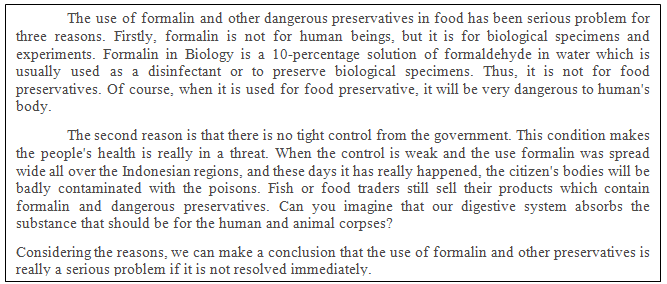 The use of formalin and other dangerous preservatives in food has been serious problem for
three reasons. Firstly, formalin is not for human beings, but it is for biological specimens and
experiments. Formalin in Biology is a 10-percentage solution of formaldehyde in water which is
usually used as a disinfectant or to preserve biological specimens. Thus, it is not for food
preservatives. Of course, when it is used for food preservative, it will be very dangerous to human's
body.
The second reason is that there is no tight control from the government. This condition makes
the people's health is really in a threat. When the control is weak and the use formalin was spread
wide all over the Indonesian regions, and these days it has really happened, the citizen's bodies will be
badly contaminated with the poisons. Fish or food traders still sell their products which contain
formalin and dangerous preservatives. Can you imagine that our digestive system absorbs the
substance that should be for the human and animal corpses?
Considering the reasons, we can make a conclusion that the use of formalin and other preservatives is
really a serious problem if it is not resolved immediately.